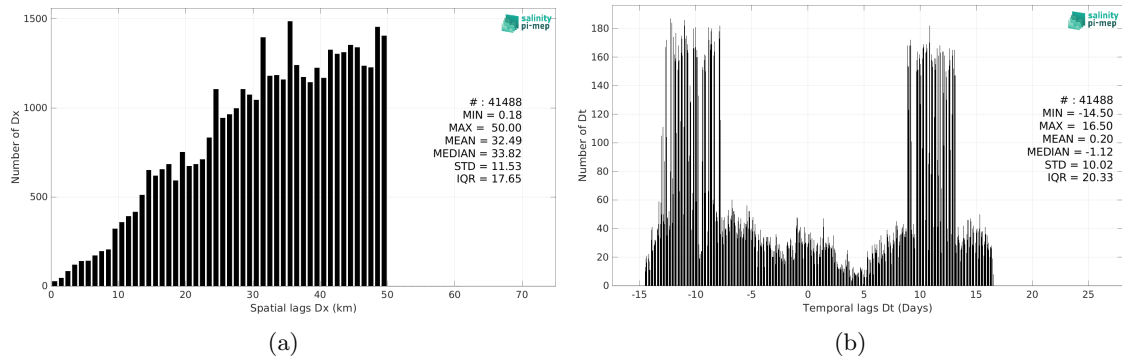 1500
1000
500
0
0
10
20
30
40
50
60
70
Number of Dx
Spatial lags Dx (km)
salinity
pi-mep
# : 41488
MIN = 0.18
MAX = 50.00
MEAN = 32.49
MEDIAN = 33.82
STD = 11.53
IQR = 17.65
(a)
180
160
140
120
100
80
60
40
20
0
-15
-10
-5
0
5
10
15
20
25
Number of Dt
Temporal lags Dt (Days)
salinity
pi-mep
# : 41488
MIN = -14.50
MAX = 16.50
MEAN = 0.20
MEDIAN = -1.12
STD = 10.02
IQR = 20.33
(b)